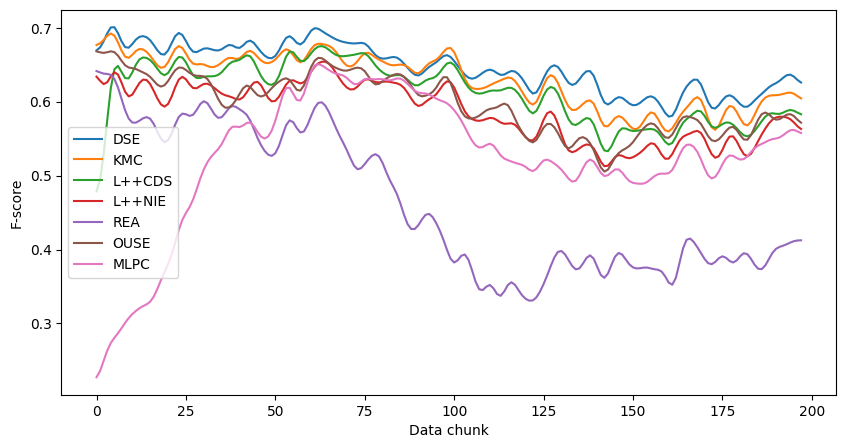 0.7
0.6
0.5
0.4
0.3
F-score
DSE
KMC
L++CDS
L++NIE
REA
OUSE
MLPC
0 25 50 75 100 125 150 175 200
Data chunk